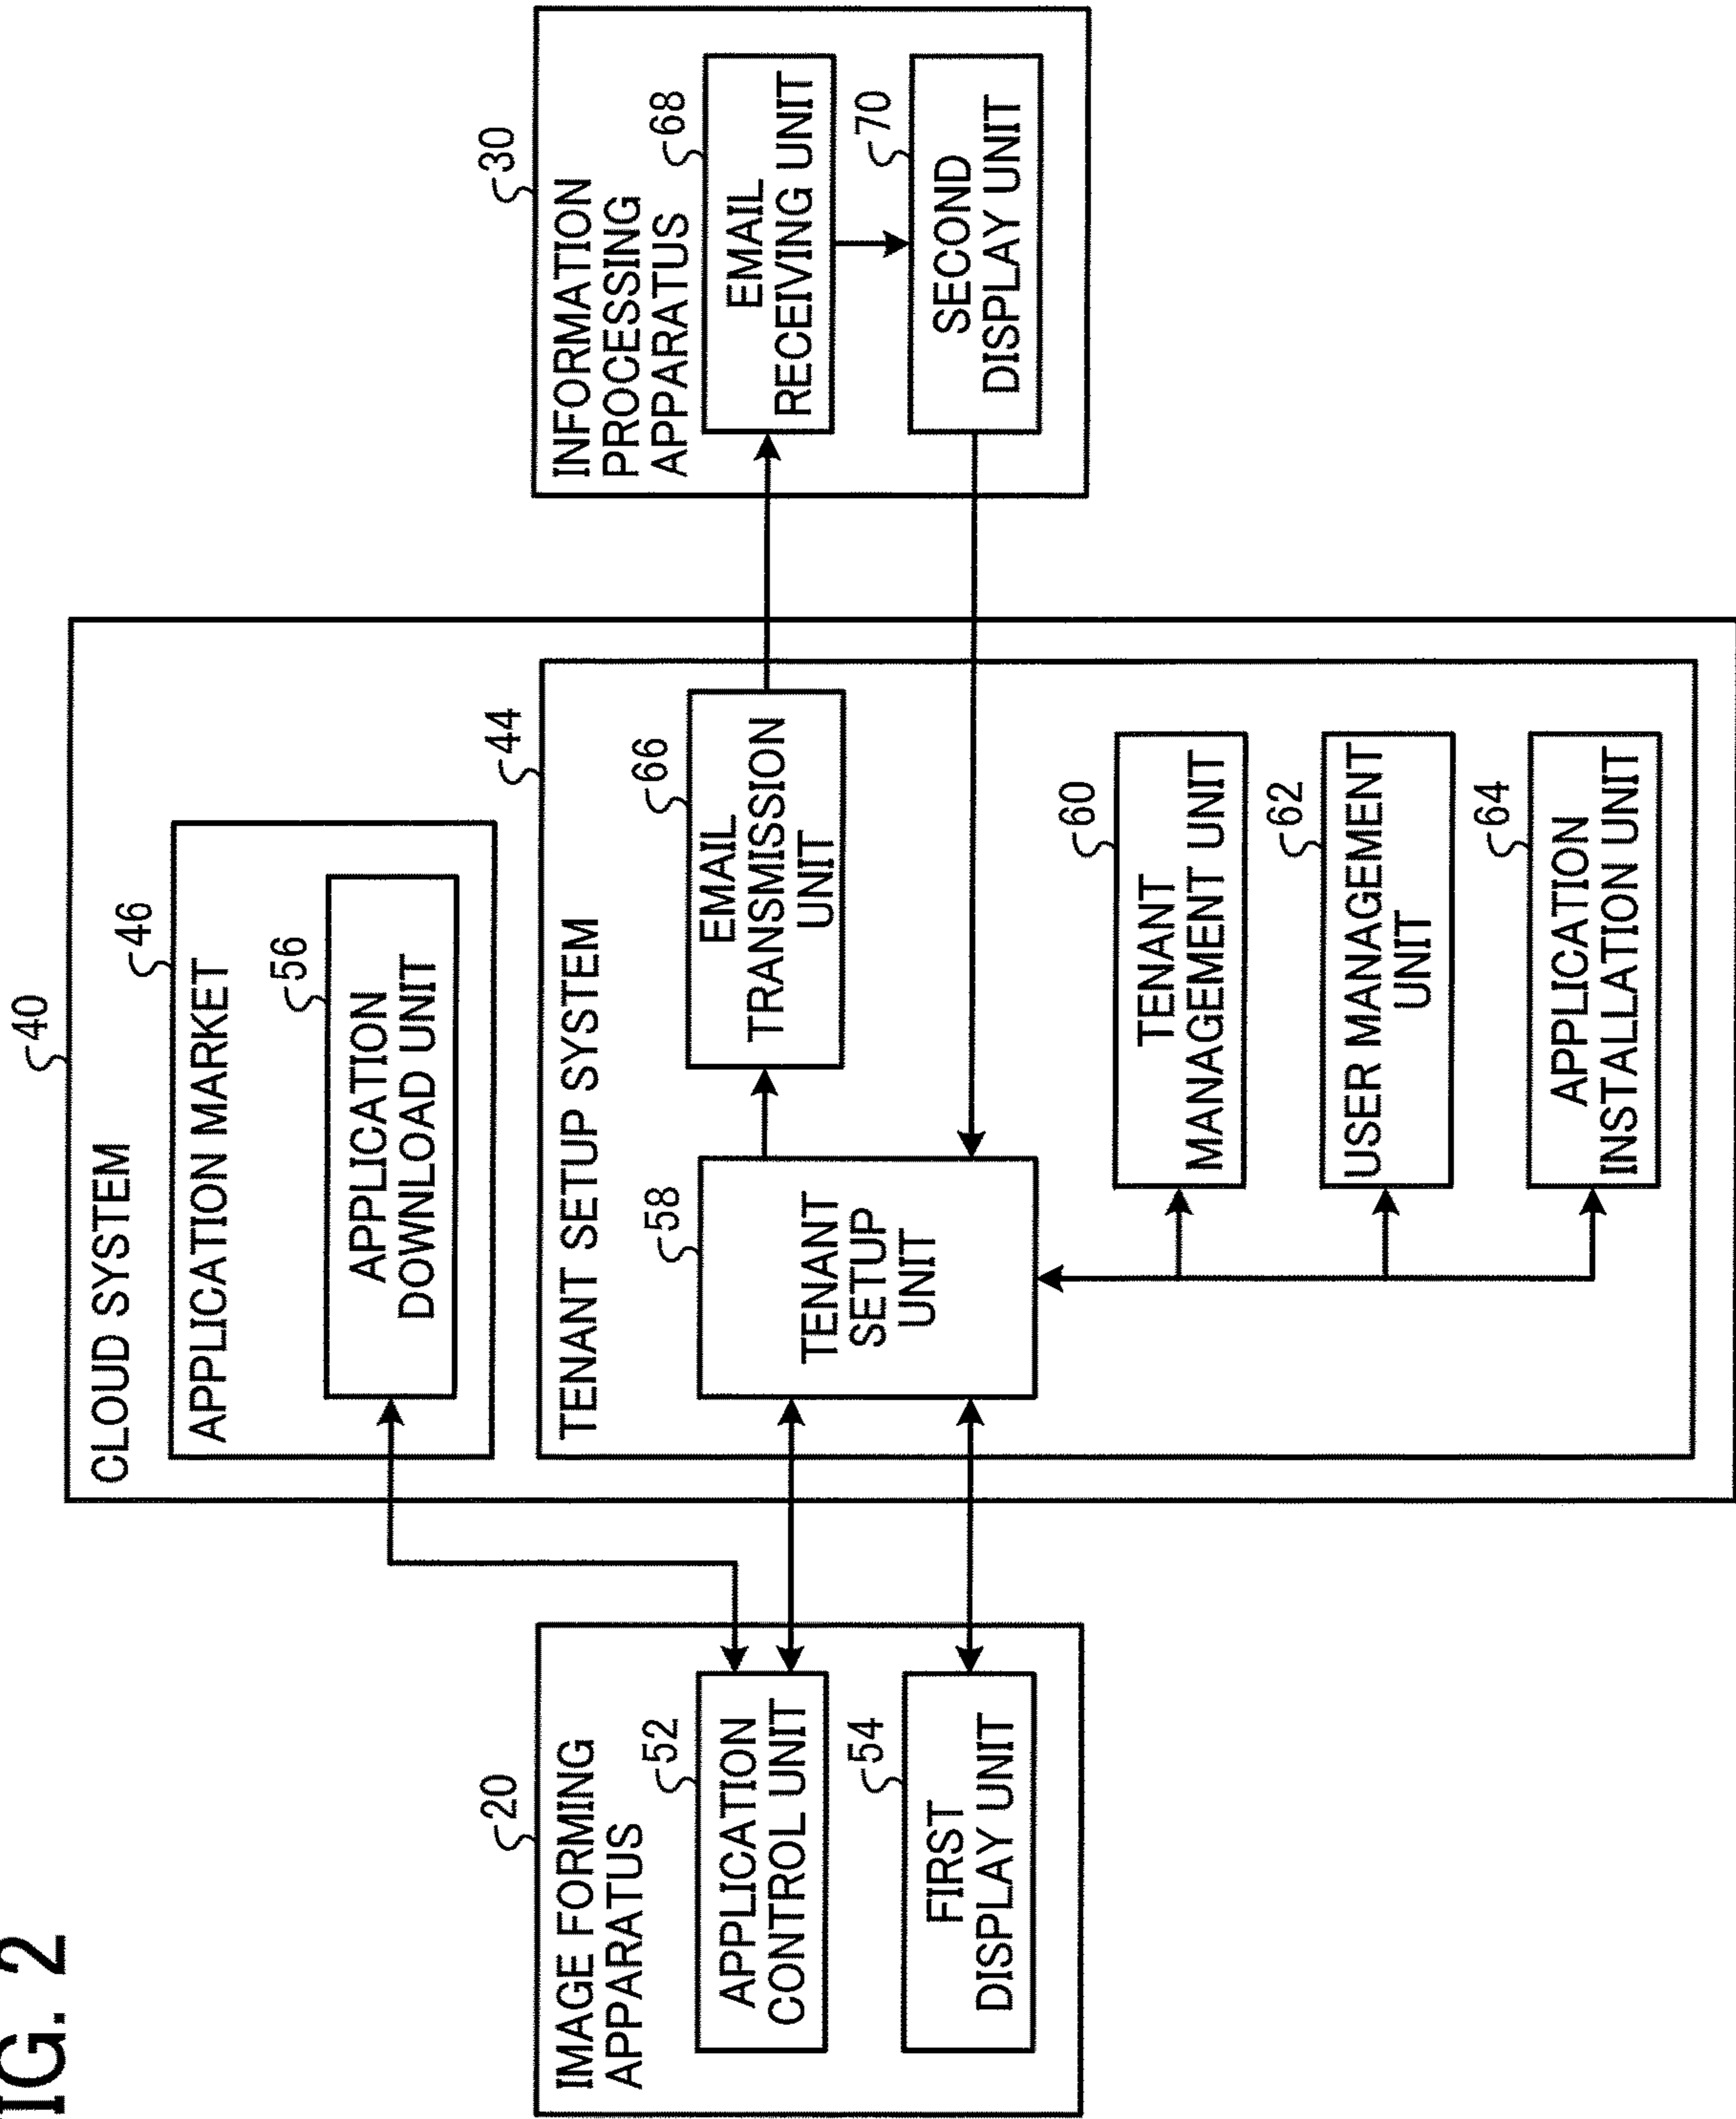 IG. 2
40
CLOUD SYSTEM
46
APPLICATION MARKET
56
APPLICATION
DOWNLOAD UNIT
20
IMAGE FORMING
APPARATUS
52
APPLICATION
CONTROL UNIT
54
FIRST
DISPLAY UNIT
44
TENANT SETUP SYSTEM
58
TENANT
SETUP
UNIT
66
EMAIL
TRANSMISSION
UNIT
60
TENANT
MANAGEMENT UNIT
62
USER MANAGEMENT
UNIT
64
APPLICATION
INSTALLATION UNIT
30
INFORMATION
PROCESSING
APPARATUS
68
EMAIL
RECEIVING UNIT
70
SECOND
DISPLAY UNIT